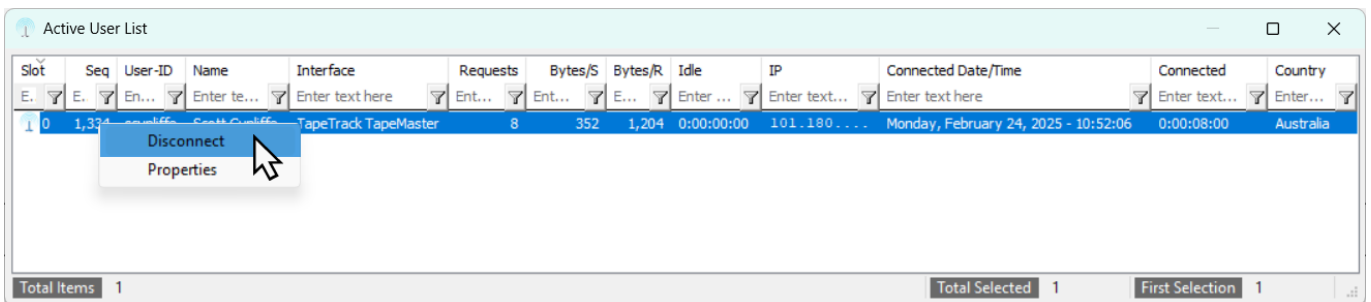 Active User List
Slot Seq User-ID Name Interface Requests Bytes/S Bytes/R Idle IP Connected Date/Time Connected Country
E. E. En... Enter te... Enter text here Ent... Ent... E... Enter ... Enter text... Enter text here Enter text... Enter...
0 1,334 TapeTrack TapeMaster 8 352 1,204 0:00:00:00 101.180.... Monday, February 24, 2025 - 10:52:06 0:00:08:00 Australia
Disconnect
Properties
Total Items 1 Total Selected 1 First Selection 1